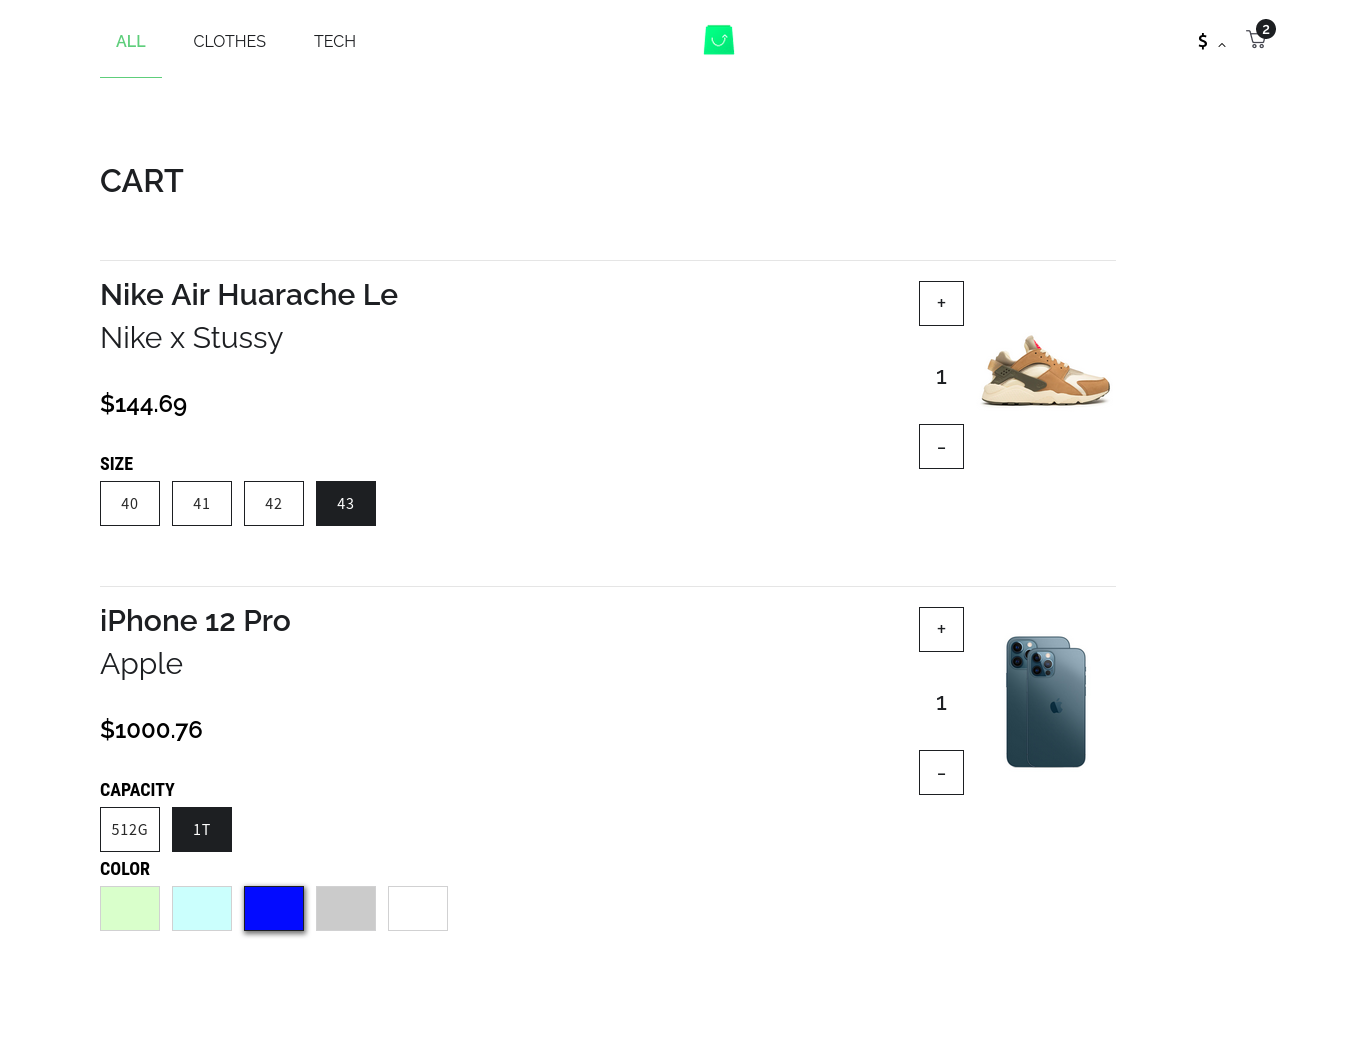 ALL CLOTHES TECH $ 2
CART
Nike Air Huarache Le
Nike x Stussy
$144.69
SIZE
40 41 42 43
+
1
-
iPhone 12 Pro
Apple
$1000.76
CAPACITY
512G 1T
COLOR
+
1
-